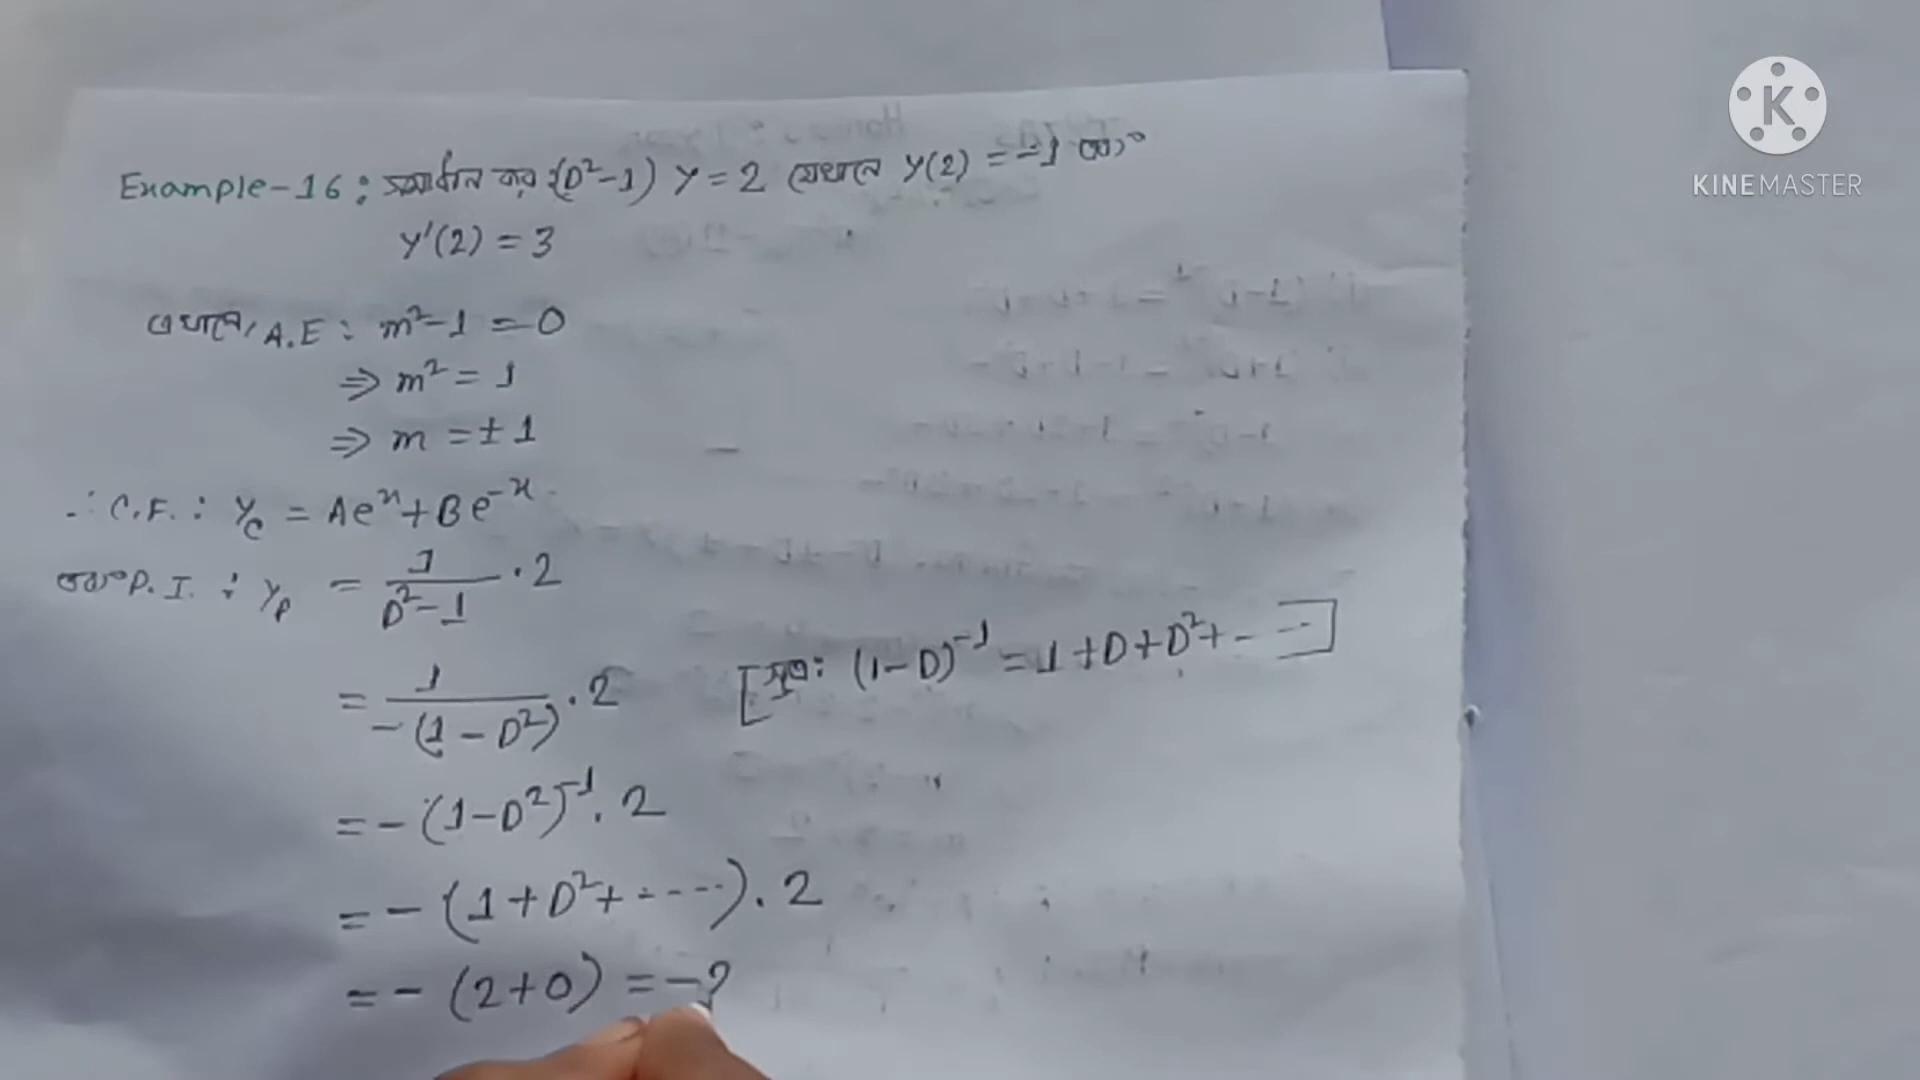 Example-16 : সমাধান কর : (D²-1) y = 2 যেখানে y(2) = -1 এবং
y'(2) = 3
এখানে, A.E : m²-1 = 0
⇒ m² = 1
⇒ m = ±1
∴ C.F. : y_c = Ae^x + Be^-x
এবং P.I. : y_p = 1/(D²-1) · 2
= 1/(-(1-D²)) · 2 [সূত্র: (1-D)^-1 = 1+D+D²+ - - -]
= -(1-D²)^-1 . 2
= -(1+D²+ - - - -) . 2
= -(2+0) = -2
KINEMASTER